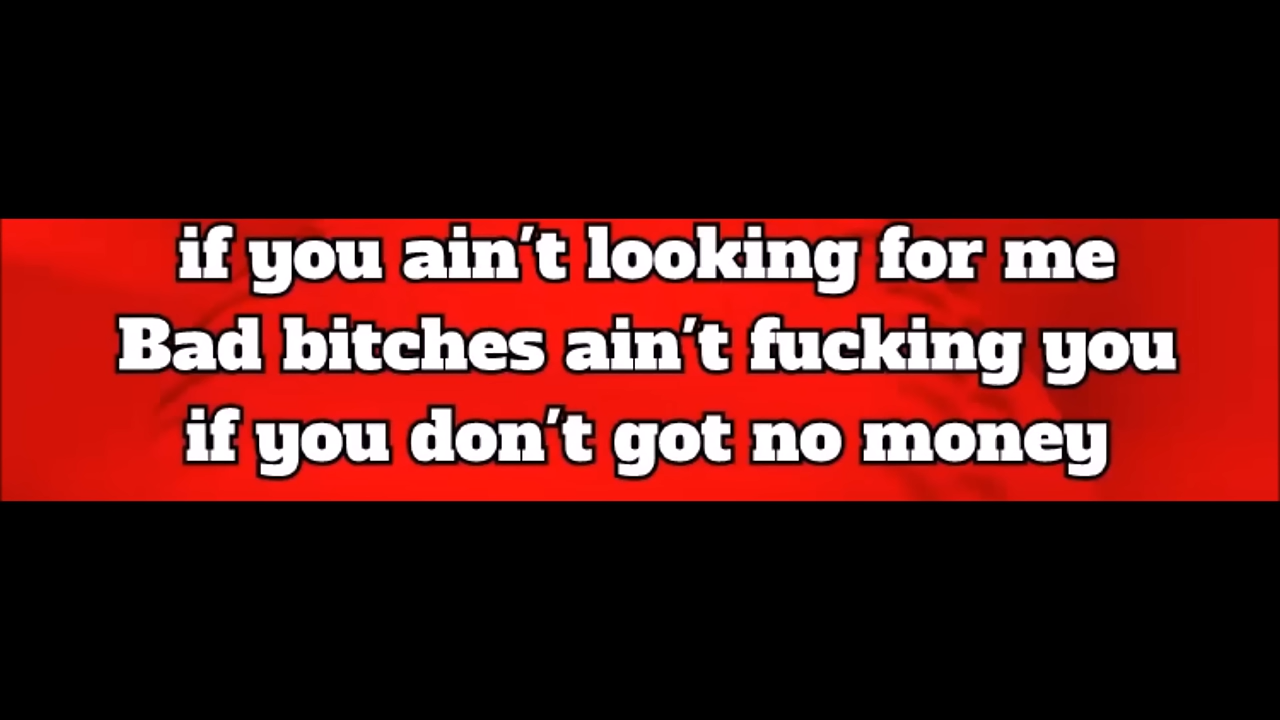 if you ain't looking for me
Bad bitches ain't fucking you
if you don't got no money